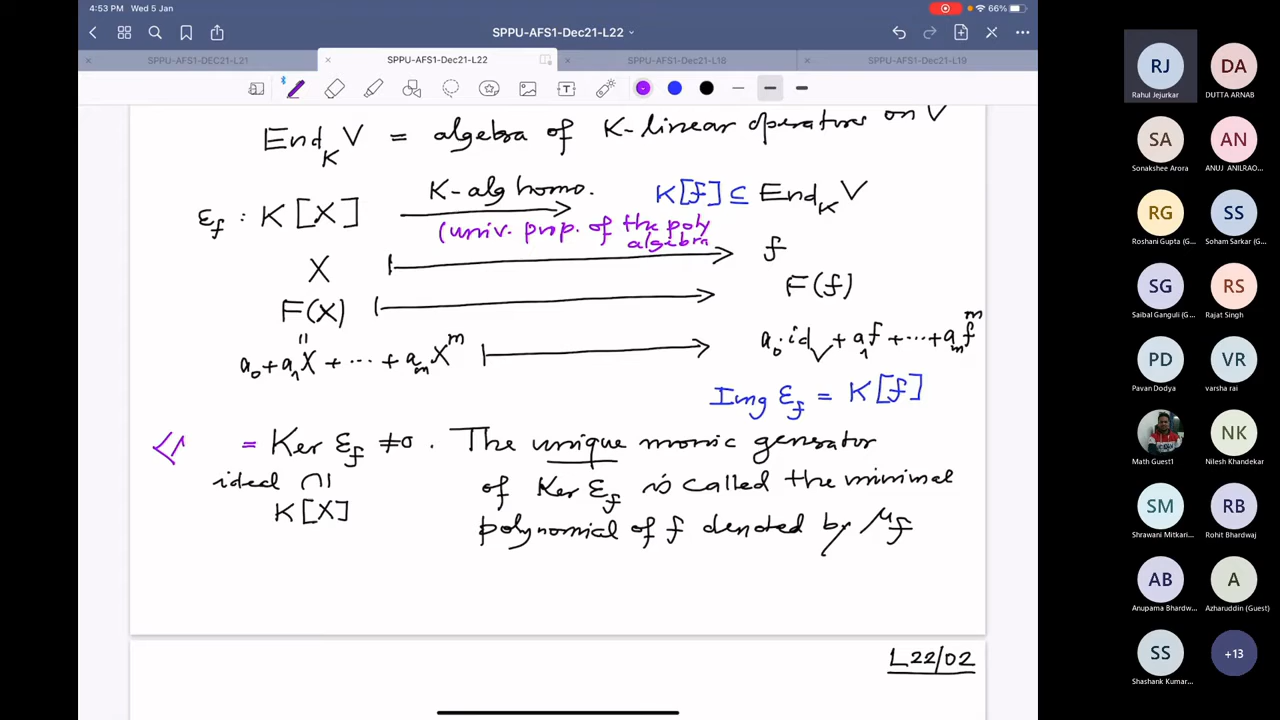 4:53 PM Wed 5 Jan
66%
SPPU-AFS1-Dec21-L22
SPPU-AFS1-DEC21-L21
SPPU-AFS1-Dec21-L22
SPPU-AFS1-Dec21-L18
SPPU-AFS1-Dec21-L19
End_K V = algebra of K-linear operators on V
ε_f : K[X] K-alg homo. K[f] ⊆ End_K V
(univ. prop. of the poly algebra
X ↦ f
F(X) ↦ F(f)
"
a_0 + a_1 X + ⋯ + a_m X^m ↦ a_0 · id_V + a_1 f + ⋯ + a_m f^m
Img ε_f = K[f]
= Ker ε_f ≠ 0. The unique monic generator
ideal ∩| of Ker ε_f is called the minimal
K[X] polynomial of f denoted by μ_f
L22/02
RJ
Rahul Jejurkar
DA
DUTTA ARNAB
SA
Sonakshee Arora
AN
ANUJ ANILRAO...
RG
Roshani Gupta (G...
SS
Soham Sarkar (G...
SG
Saibal Ganguli (G...
RS
Rajat Singh
PD
Pavan Dodya
VR
varsha rai
Math Guest1
NK
Nilesh Khandekar
SM
Shrawani Mitkari...
RB
Rohit Bhardwaj
AB
Anupama Bhardw...
A
Azharuddin (Guest)
SS
Shashank Kumar...
+13